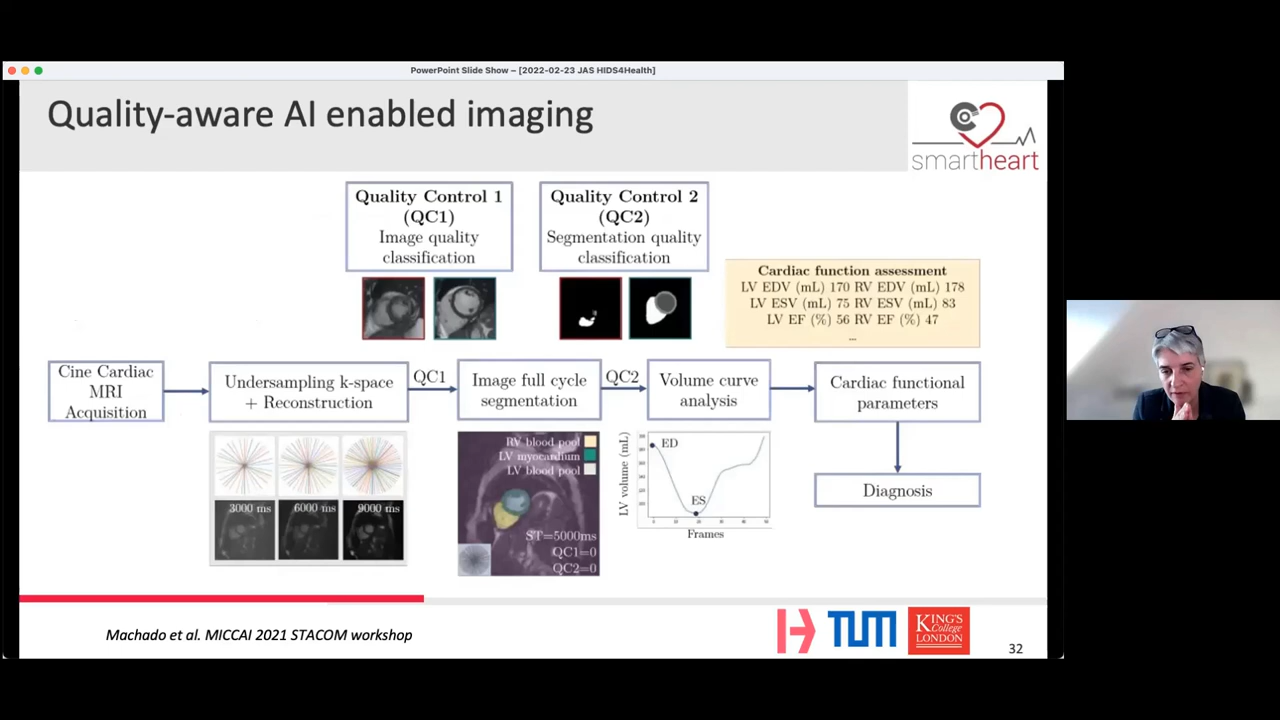 PowerPoint Slide Show – [2022-02-23 JAS HIDS4Health]
Quality-aware AI enabled imaging
smartheart
Quality Control 1
(QC1)
Image quality
classification
Quality Control 2
(QC2)
Segmentation quality
classification
Cardiac function assessment
LV EDV (mL) 170 RV EDV (mL) 178
LV ESV (mL) 75 RV ESV (mL) 83
LV EF (%) 56 RV EF (%) 47
...
Cine Cardiac
MRI
Acquisition
Undersampling k-space
+ Reconstruction
QC1
Image full cycle
segmentation
QC2
Volume curve
analysis
Cardiac functional
parameters
3000 ms
6000 ms
9000 ms
RV blood pool
LV myocardium
LV blood pool
ST=5000ms
QC1=0
QC2=0
LV volume (mL)
ED
ES
Frames
Diagnosis
Machado et al. MICCAI 2021 STACOM workshop
TUM
KING'S
College
LONDON
32